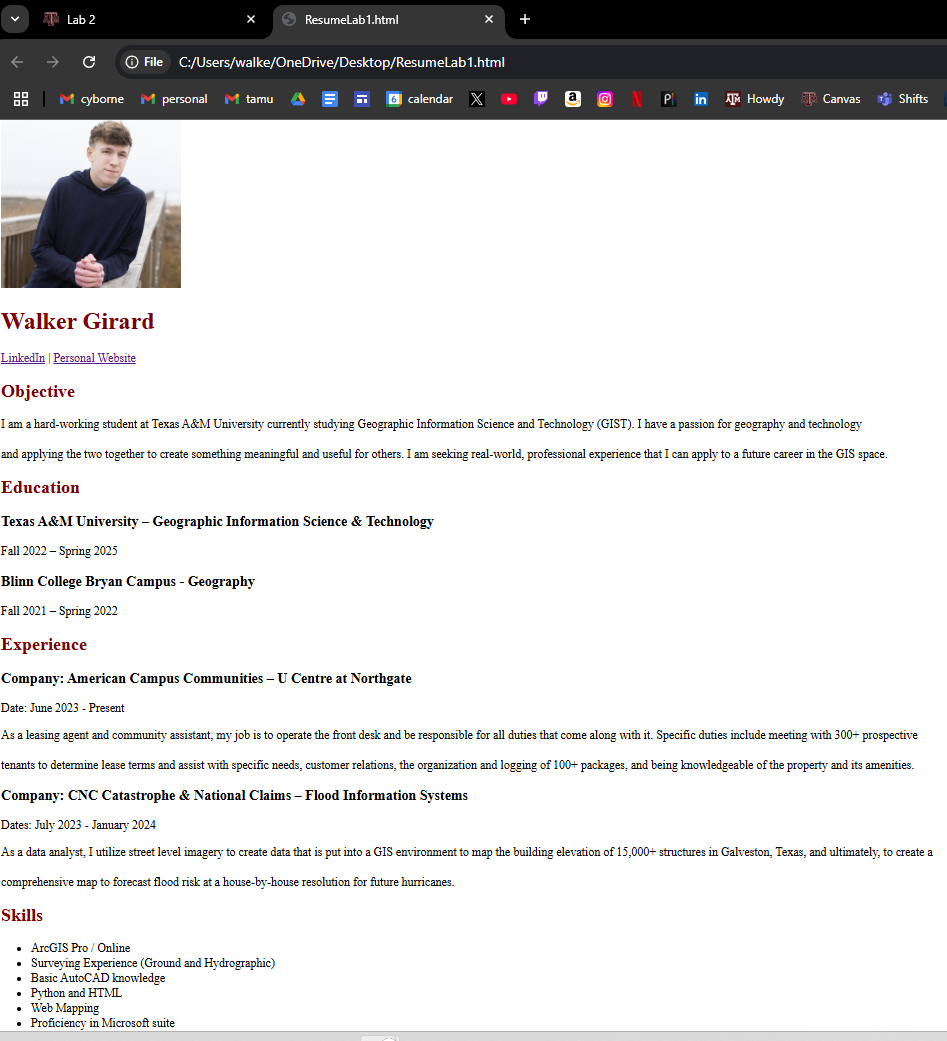 Lab 2
ResumeLab1.html
File C:/Users/walke/OneDrive/Desktop/ResumeLab1.html
cyborne personal tamu calendar Howdy Canvas Shifts
Walker Girard
LinkedIn | Personal Website
Objective
I am a hard-working student at Texas A&M University currently studying Geographic Information Science and Technology (GIST). I have a passion for geography and technology
and applying the two together to create something meaningful and useful for others. I am seeking real-world, professional experience that I can apply to a future career in the GIS space.
Education
Texas A&M University – Geographic Information Science & Technology
Fall 2022 – Spring 2025
Blinn College Bryan Campus - Geography
Fall 2021 – Spring 2022
Experience
Company: American Campus Communities – U Centre at Northgate
Date: June 2023 - Present
As a leasing agent and community assistant, my job is to operate the front desk and be responsible for all duties that come along with it. Specific duties include meeting with 300+ prospective
tenants to determine lease terms and assist with specific needs, customer relations, the organization and logging of 100+ packages, and being knowledgeable of the property and its amenities.
Company: CNC Catastrophe & National Claims – Flood Information Systems
Dates: July 2023 - January 2024
As a data analyst, I utilize street level imagery to create data that is put into a GIS environment to map the building elevation of 15,000+ structures in Galveston, Texas, and ultimately, to create a
comprehensive map to forecast flood risk at a house-by-house resolution for future hurricanes.
Skills
• ArcGIS Pro / Online
• Surveying Experience (Ground and Hydrographic)
• Basic AutoCAD knowledge
• Python and HTML
• Web Mapping
• Proficiency in Microsoft suite